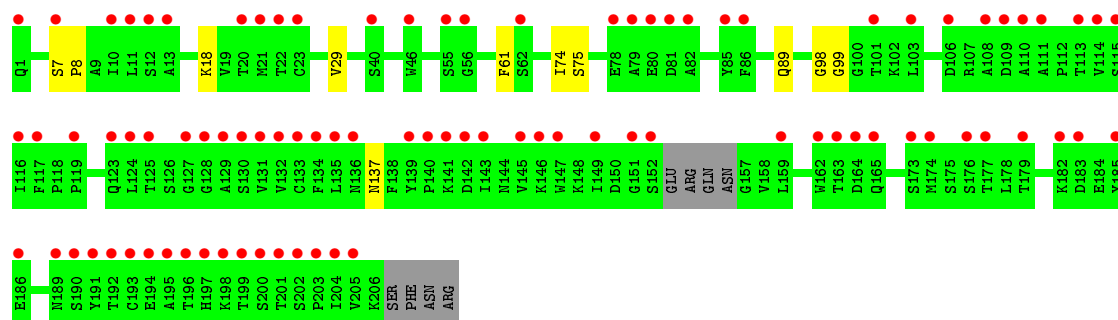 Q1 S7 P8 A9 I10 L11 S12 A13 K18 V19 T20 M21 T22 C23 V29 S40 W46 S55 G56 F61 S62 I74 S75 E78 A79 E80 D81 A82 Y85 F86 Q89 G98 G99 G100 T101 K102 L103 D106 R107 A108 D109 A110 A111 P112 T113 V114 S115
I116 F117 P118 P119 Q123 L124 T125 S126 G127 G128 A129 S130 V131 V132 C133 F134 L135 N136 N137 F138 Y139 P140 K141 D142 I143 N144 V145 K146 W147 K148 I149 D150 G151 S152 GLU ARG GLN ASN G157 V158 L159 W162 T163 D164 Q165 S173 M174 S175 S176 T177 L178 T179 K182 D183 E184 Y185
E186 N189 S190 Y191 T192 C193 E194 A195 T196 H197 K198 T199 S200 T201 S202 P203 I204 V205 K206 SER PHE ASN ARG